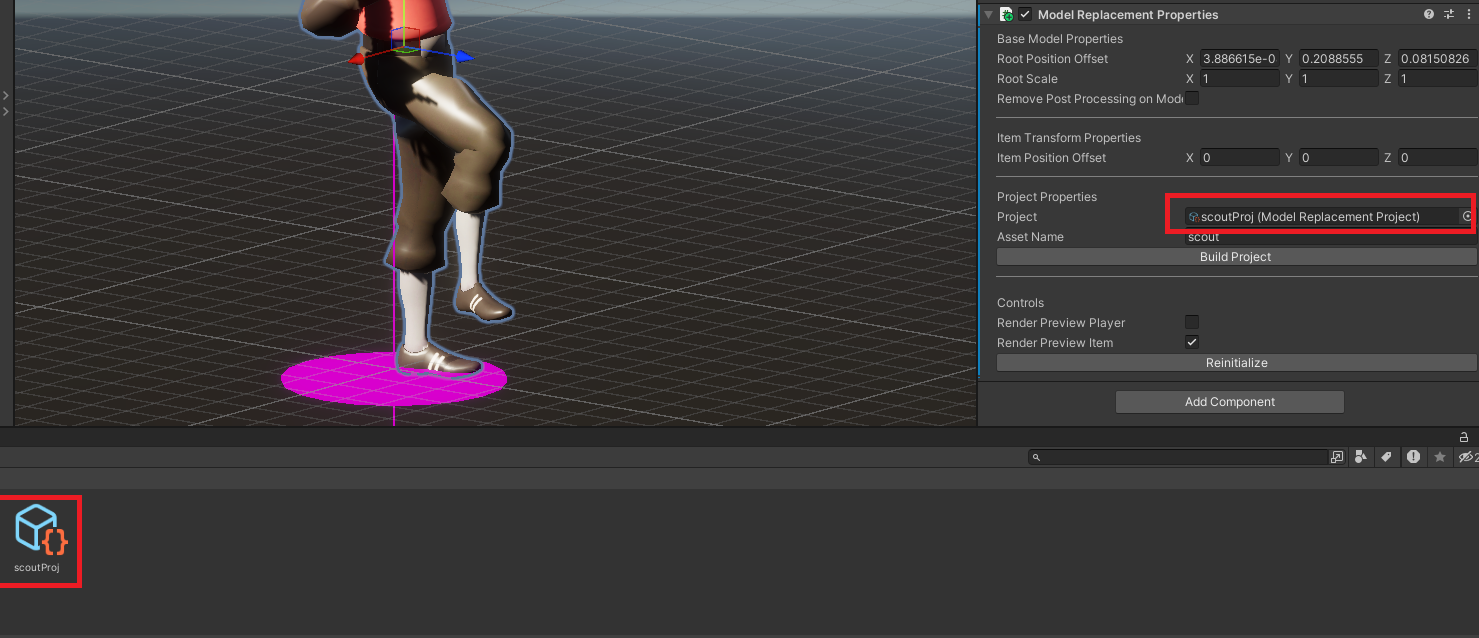 Model Replacement Properties
Base Model Properties
Root Position Offset X 3.886615e-0 Y 0.2088555 Z 0.08150826
Root Scale X 1 Y 1 Z 1
Remove Post Processing on Mode
Item Transform Properties
Item Position Offset X 0 Y 0 Z 0
Project Properties
Project scoutProj (Model Replacement Project)
Asset Name scout
Build Project
Controls
Render Preview Player
Render Preview Item
Reinitialize
Add Component
2
scoutProj